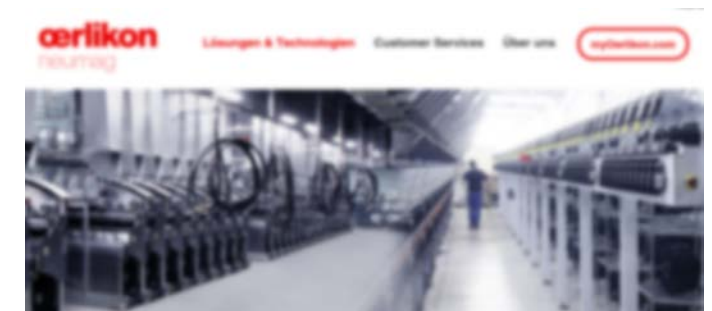 œrlikon
neumag
Lösungen & Technologien Customer Services Über uns myOerlikon.com